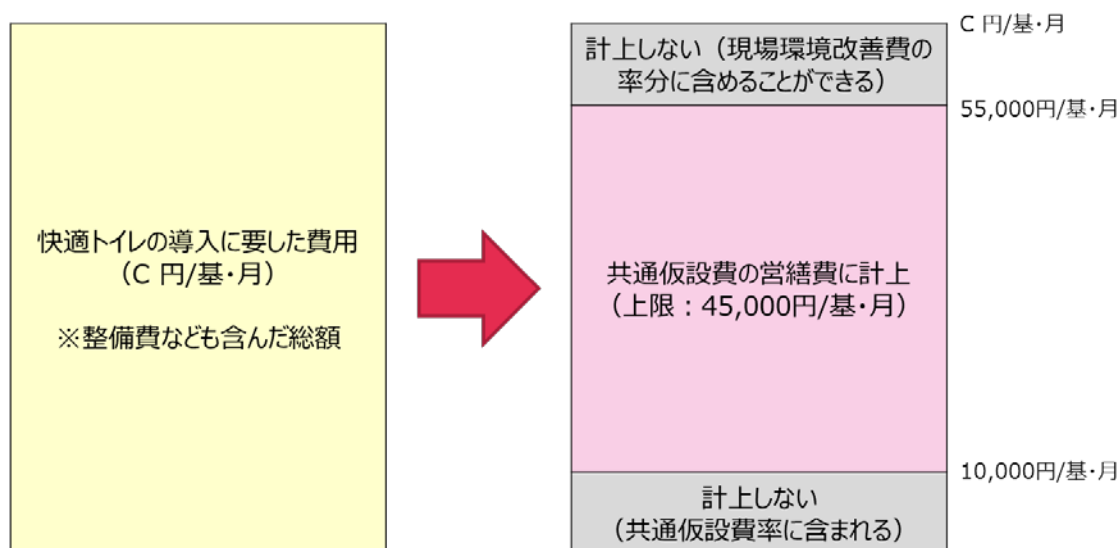 快適トイレの導入に要した費用
（C 円/基・月）
※整備費なども含んだ総額
計上しない（現場環境改善費の
率分に含めることができる）
共通仮設費の営繕費に計上
（上限：45,000円/基・月）
計上しない
（共通仮設費率に含まれる）
C 円/基・月
55,000円/基・月
10,000円/基・月